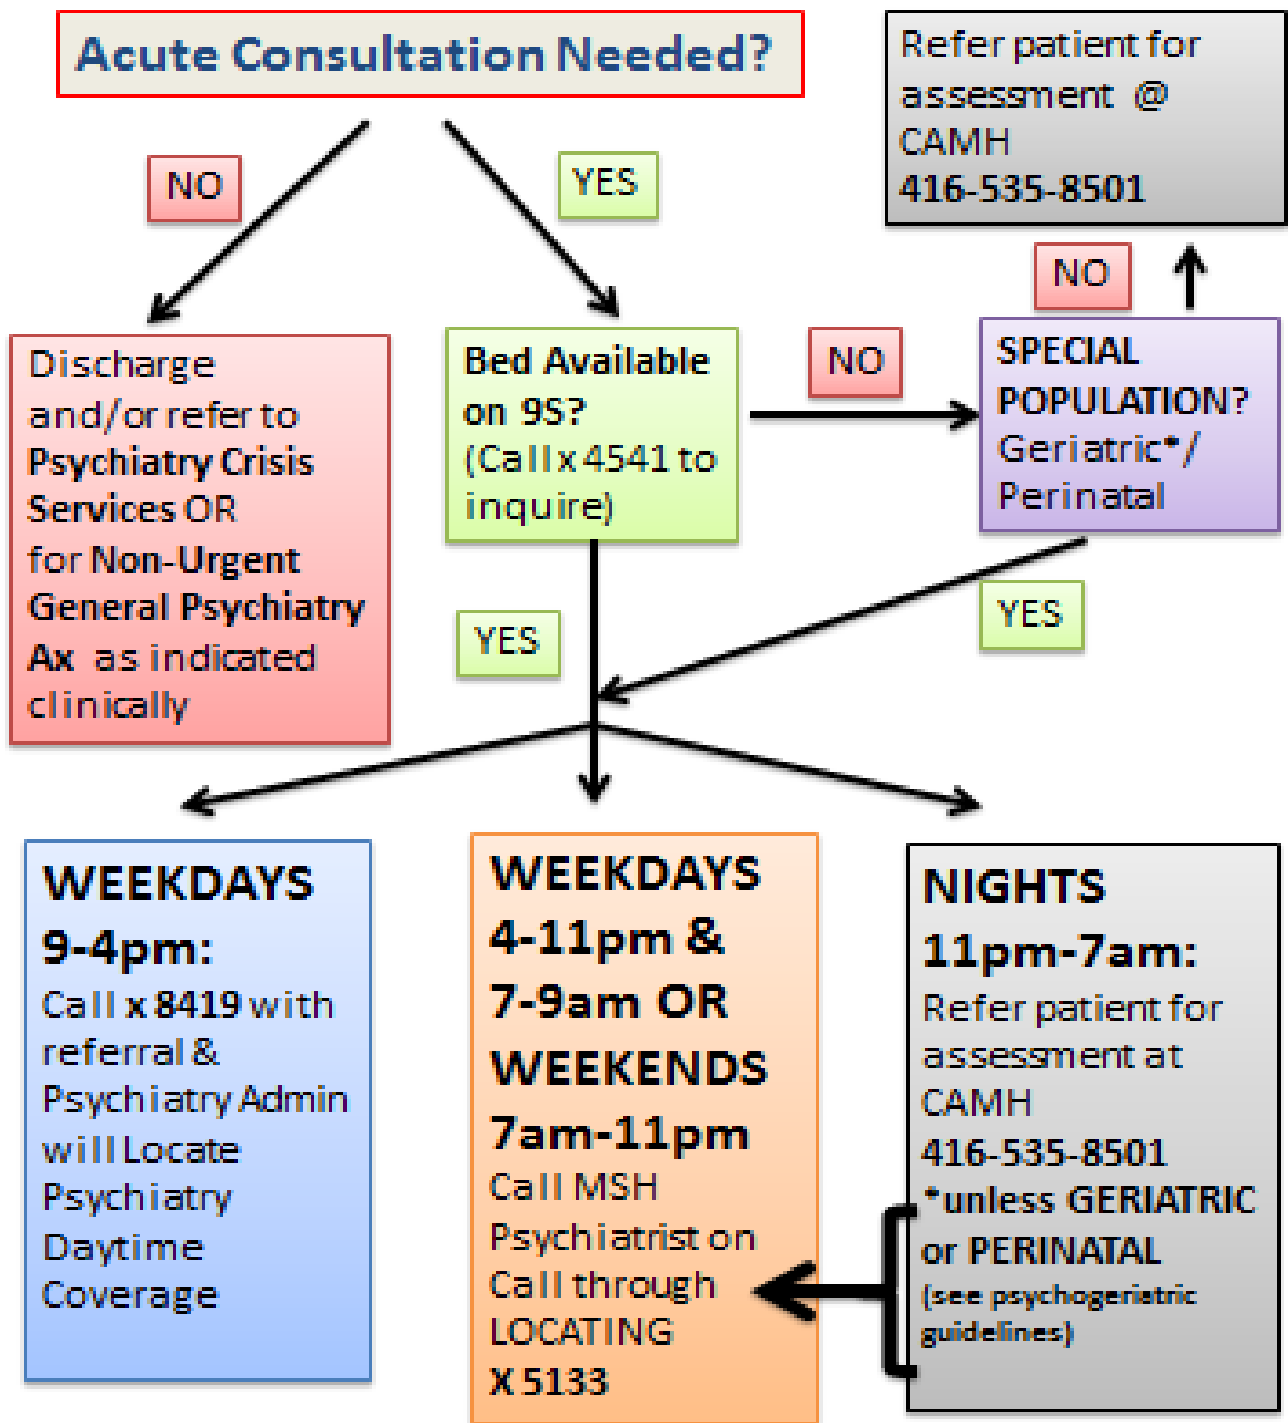 Acute Consultation Needed?
Refer patient for
assessment @
CAMH
416-535-8501
NO
YES
NO
Discharge
and/or refer to
Psychiatry Crisis
Services OR
for Non-Urgent
General Psychiatry
Ax as indicated
clinically
Bed Available
on 9S?
(Call x 4541 to
inquire)
NO
SPECIAL
POPULATION?
Geriatric*/
Perinatal
YES
YES
WEEKDAYS
9-4pm:
Call x 8419 with
referral &
Psychiatry Admin
will Locate
Psychiatry
Daytime
Coverage
WEEKDAYS
4-11pm &
7-9am OR
WEEKENDS
7am-11pm
Call MSH
Psychiatrist on
Call through
LOCATING
X 5133
NIGHTS
11pm-7am:
Refer patient for
assessment at
CAMH
416-535-8501
*unless GERIATRIC
or PERINATAL
(see psychogeriatric
guidelines)